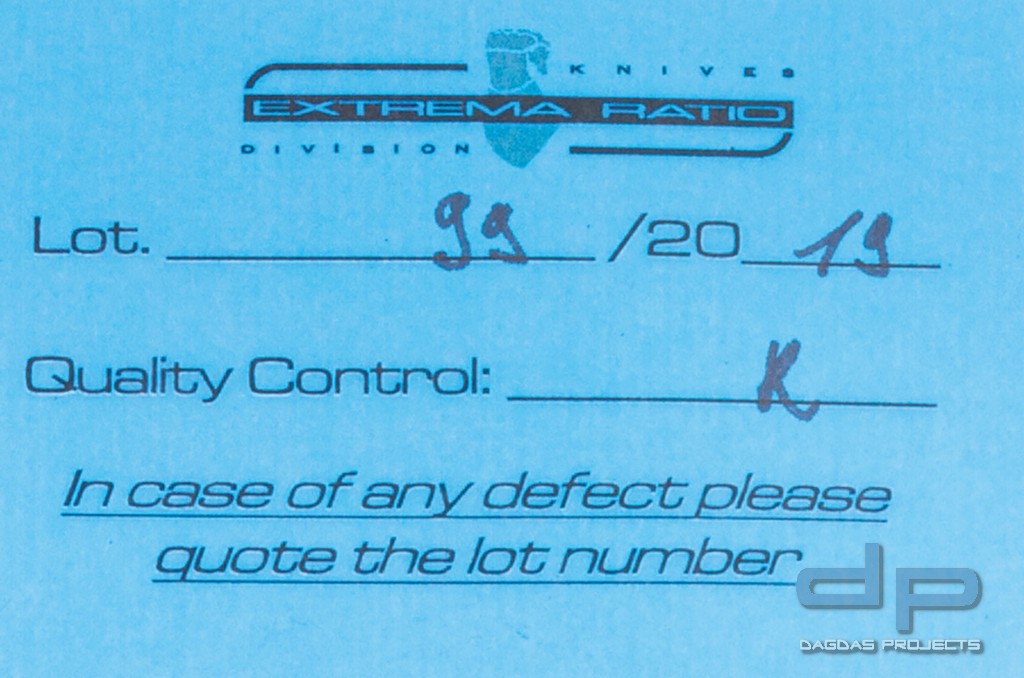 KNIVES
EXTREMA RATIO
DIVISION
Lot. 99 /20 19
Quality Control: K
In case of any defect please
quote the lot number
dp
DAGDAS PROJECTS